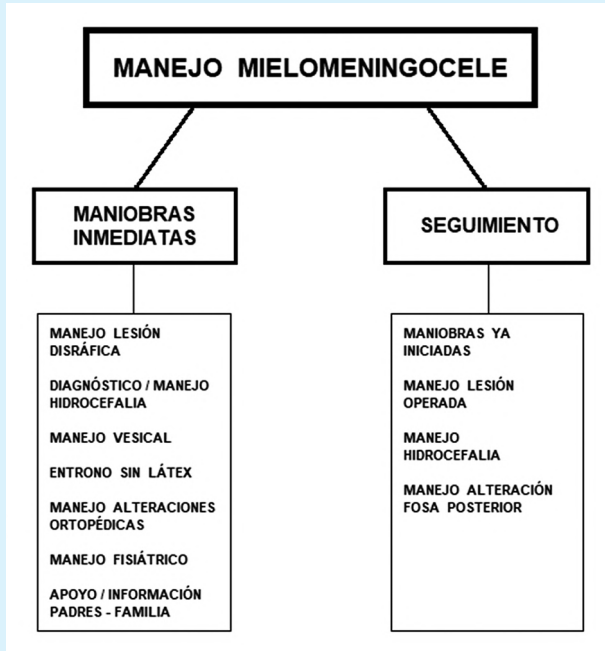 MANEJO MIELOMENINGOCELE
MANIOBRAS
INMEDIATAS
MANEJO LESIÓN
DISRÁFICA
DIAGNÓSTICO / MANEJO
HIDROCEFALIA
MANEJO VESICAL
ENTRONO SIN LÁTEX
MANEJO ALTERACIONES
ORTOPÉDICAS
MANEJO FISIÁTRICO
APOYO / INFORMACIÓN
PADRES - FAMILIA
SEGUIMIENTO
MANIOBRAS YA
INICIADAS
MANEJO LESIÓN
OPERADA
MANEJO
HIDROCEFALIA
MANEJO ALTERACIÓN
FOSA POSTERIOR